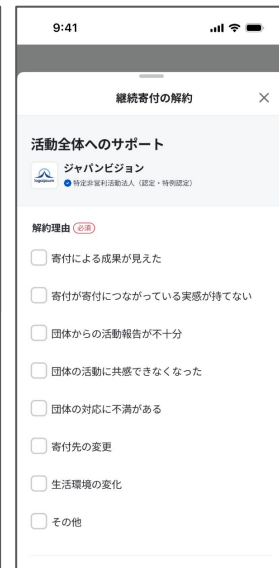 9:41
継続寄付の解約
活動全体へのサポート
ジャパンビジョン
特定非営利活動法人（認定・特例認定）
解約理由 必須
寄付による成果が見えた
寄付が寄付につながっている実感が持てない
団体からの活動報告が不十分
団体の活動に共感できなくなった
団体の対応に不満がある
寄付先の変更
生活環境の変化
その他